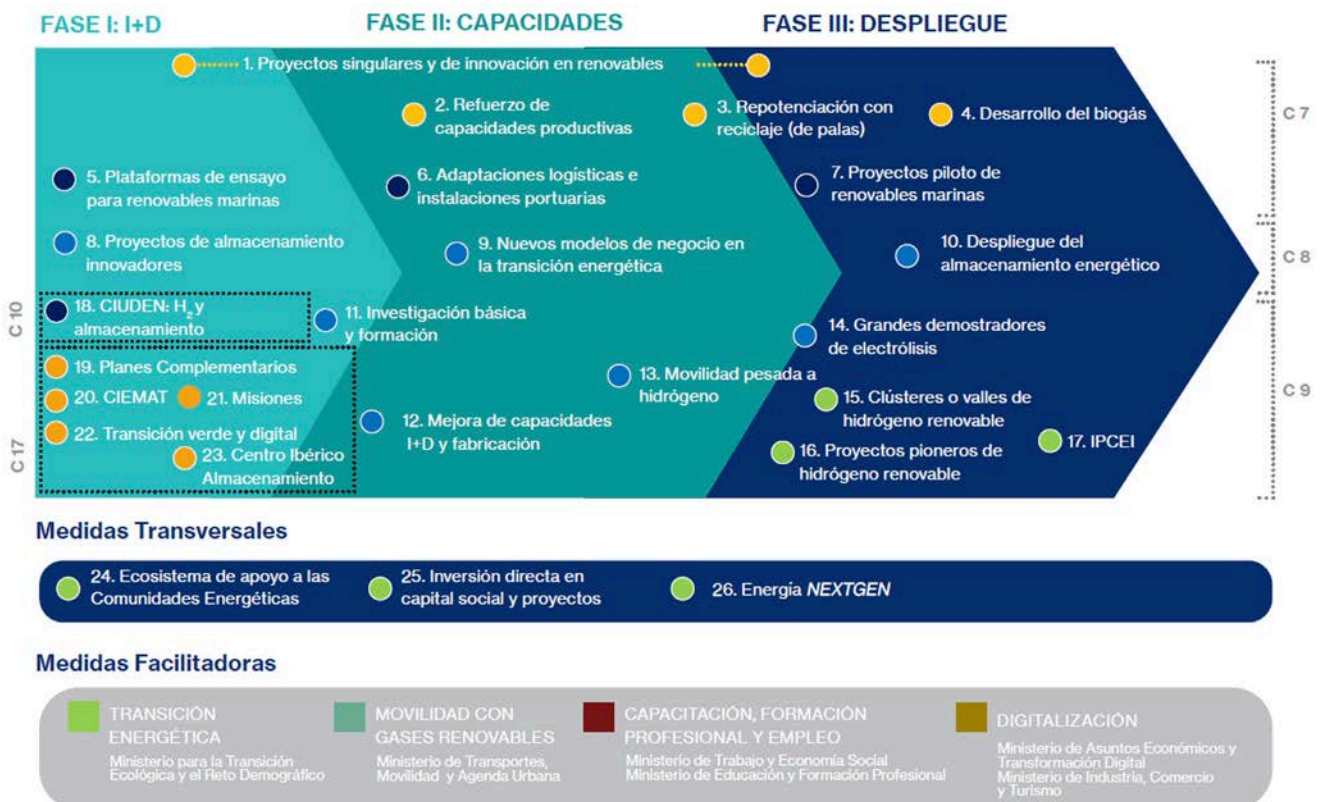 FASE I: I+D
FASE II: CAPACIDADES
FASE III: DESPLIEGUE
1. Proyectos singulares y de innovación en renovables
2. Refuerzo de
capacidades productivas
3. Repotenciación con
reciclaje (de palas)
4. Desarrollo del biogás
C 7
5. Plataformas de ensayo
para renovables marinas
6. Adaptaciones logísticas e
instalaciones portuarias
7. Proyectos piloto de
renovables marinas
8. Proyectos de almacenamiento
innovadores
9. Nuevos modelos de negocio en
la transición energética
10. Despliegue del
almacenamiento energético
C 8
C 10
18. CIUDEN: H2 y
almacenamiento
11. Investigación básica
y formación
14. Grandes demostradores
de electrólisis
19. Planes Complementarios
20. CIEMAT
21. Misiones
22. Transición verde y digital
23. Centro Ibérico
Almacenamiento
C 17
13. Movilidad pesada a
hidrógeno
12. Mejora de capacidades
I+D y fabricación
15. Clústeres o valles de
hidrógeno renovable
16. Proyectos pioneros de
hidrógeno renovable
17. IPCEI
C 9
Medidas Transversales
24. Ecosistema de apoyo a las
Comunidades Energéticas
25. Inversión directa en
capital social y proyectos
26. Energía NEXTGEN
Medidas Facilitadoras
TRANSICIÓN
ENERGÉTICA
Ministerio para la Transición
Ecológica y el Reto Demográfico
MOVILIDAD CON
GASES RENOVABLES
Ministerio de Transportes,
Movilidad y Agenda Urbana
CAPACITACIÓN, FORMACIÓN
PROFESIONAL Y EMPLEO
Ministerio de Trabajo y Economía Social
Ministerio de Educación y Formación Profesional
DIGITALIZACIÓN
Ministerio de Asuntos Económicos y
Transformación Digital
Ministerio de Industria, Comercio
y Turismo